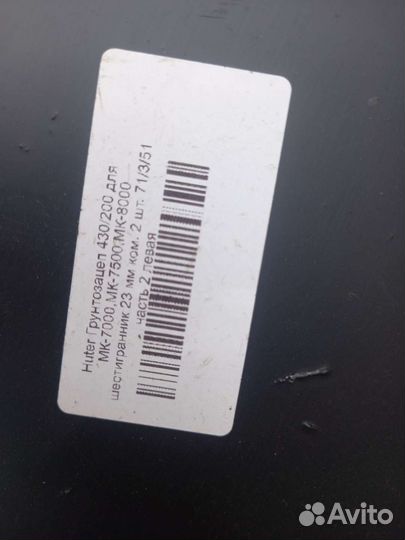 Huter Грунтозацеп 430/200 для
МК-7000,МК-7500,МК-8000
шестигранник 23 мм ком. 2 шт. 71/3/51
часть 2 левая
Avito